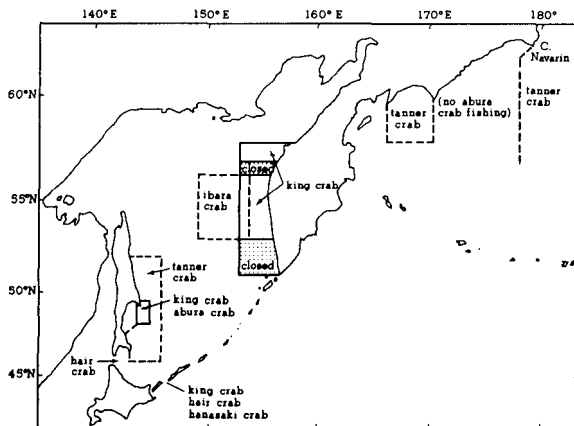 140°E 150° 160° 170° 180°
C.
Navarin
60°N
tanner
crab
(no abura
crab fishing)
tanner
crab
closed
king crab
55°N
ibara
crab
closed
tanner
crab
50°N
king crab
abura crab
hair
crab
45°N
king crab
hair crab
hanasaki crab